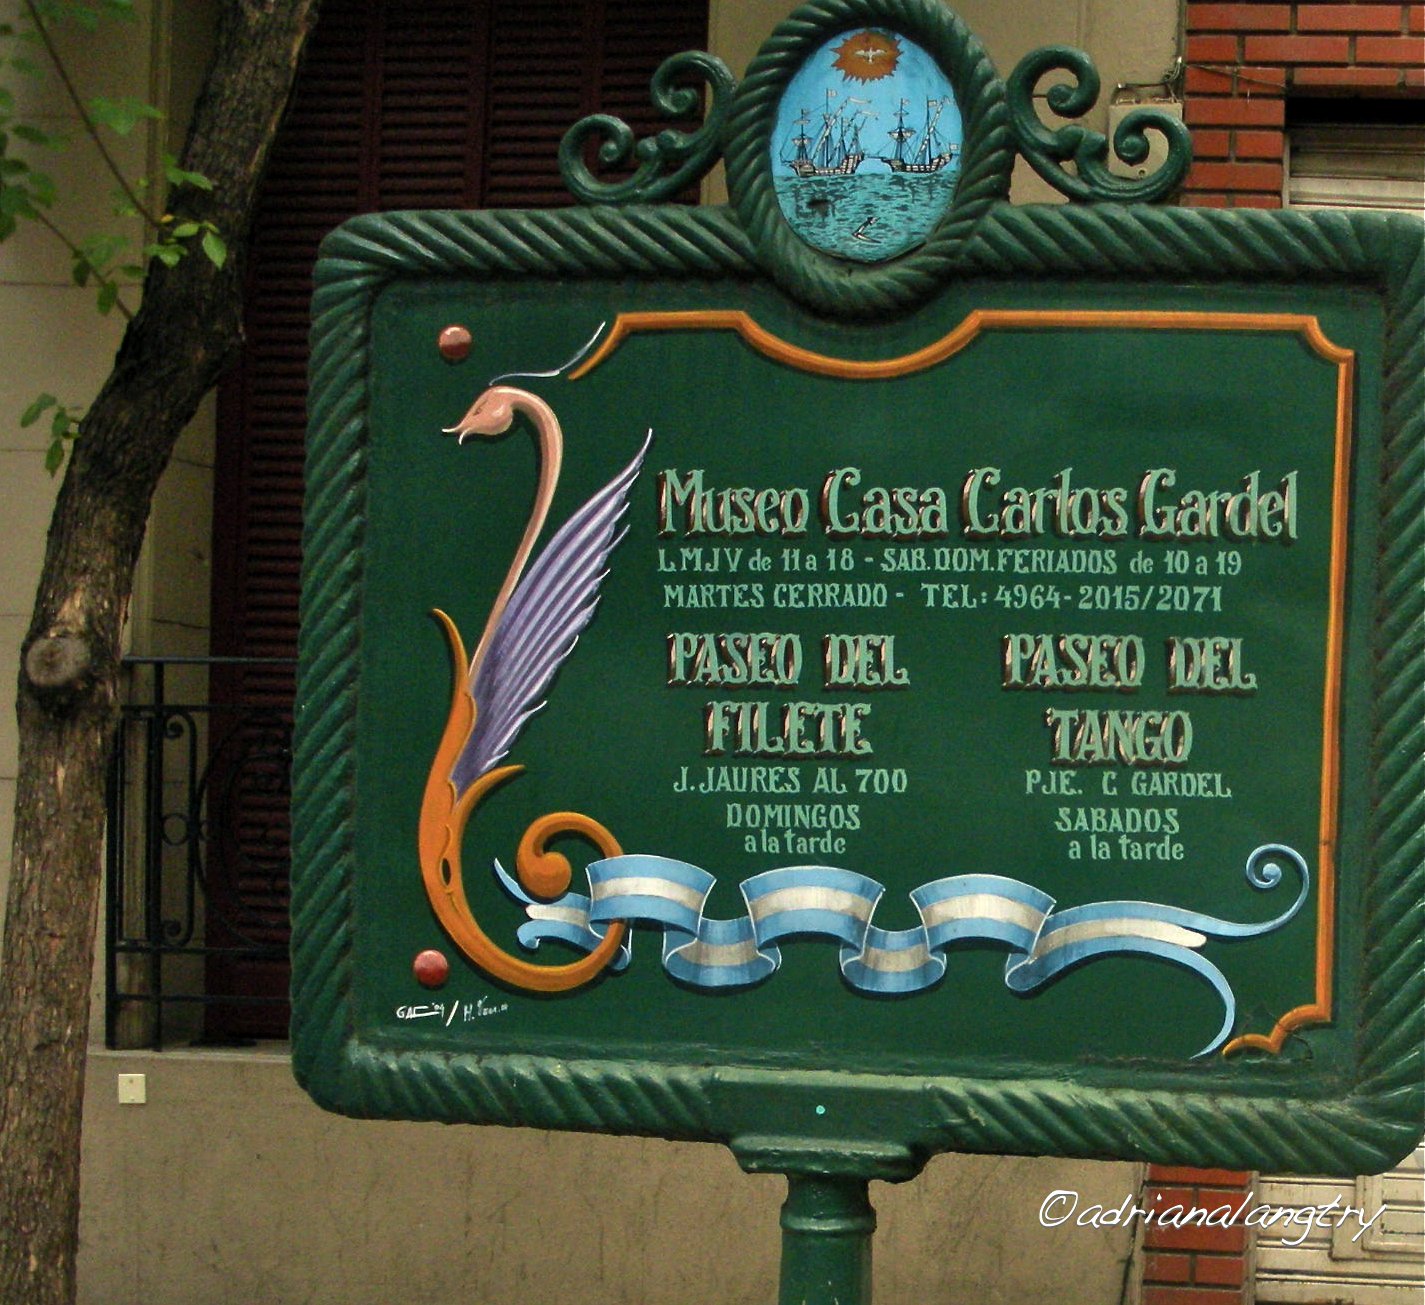 Museo Casa Carlos Gardel
L M J V de 11 a 18 - SAB. DOM. FERIADOS de 10 a 19
MARTES CERRADO - TEL: 4964-2015/2071
PASEO DEL
FILETE
J. JAURES AL 700
DOMINGOS
a la tarde
PASEO DEL
TANGO
PJE. C GARDEL
SABADOS
a la tarde
©adrianalangtry